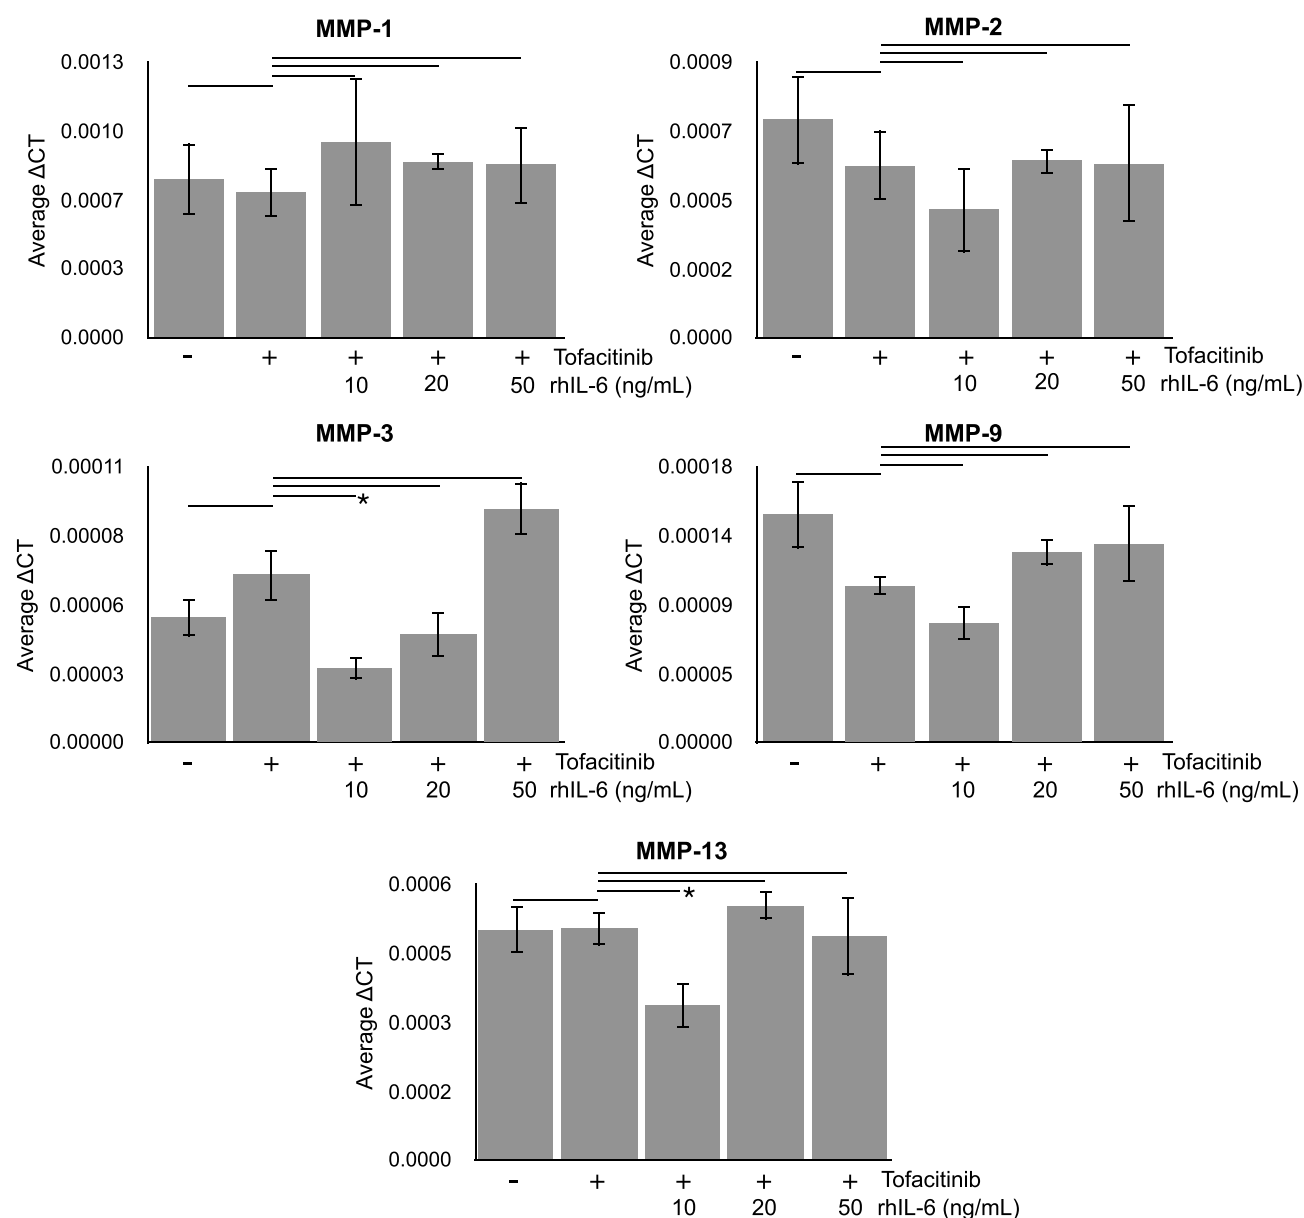 MMP-1
0.0013
0.0010
0.0007
0.0003
0.0000
Average ΔCT
- + + + + Tofacitinib
10 20 50 rhIL-6 (ng/mL)
MMP-2
0.0009
0.0007
0.0005
0.0002
0.0000
Average ΔCT
- + + + + Tofacitinib
10 20 50 rhIL-6 (ng/mL)
MMP-3
0.00011
0.00008
0.00006
0.00003
0.00000
Average ΔCT
*
- + + + + Tofacitinib
10 20 50 rhIL-6 (ng/mL)
MMP-9
0.00018
0.00014
0.00009
0.00005
0.00000
Average ΔCT
- + + + + Tofacitinib
10 20 50 rhIL-6 (ng/mL)
MMP-13
0.0006
0.0005
0.0003
0.0002
0.0000
Average ΔCT
*
- + + + + Tofacitinib
10 20 50 rhIL-6 (ng/mL)